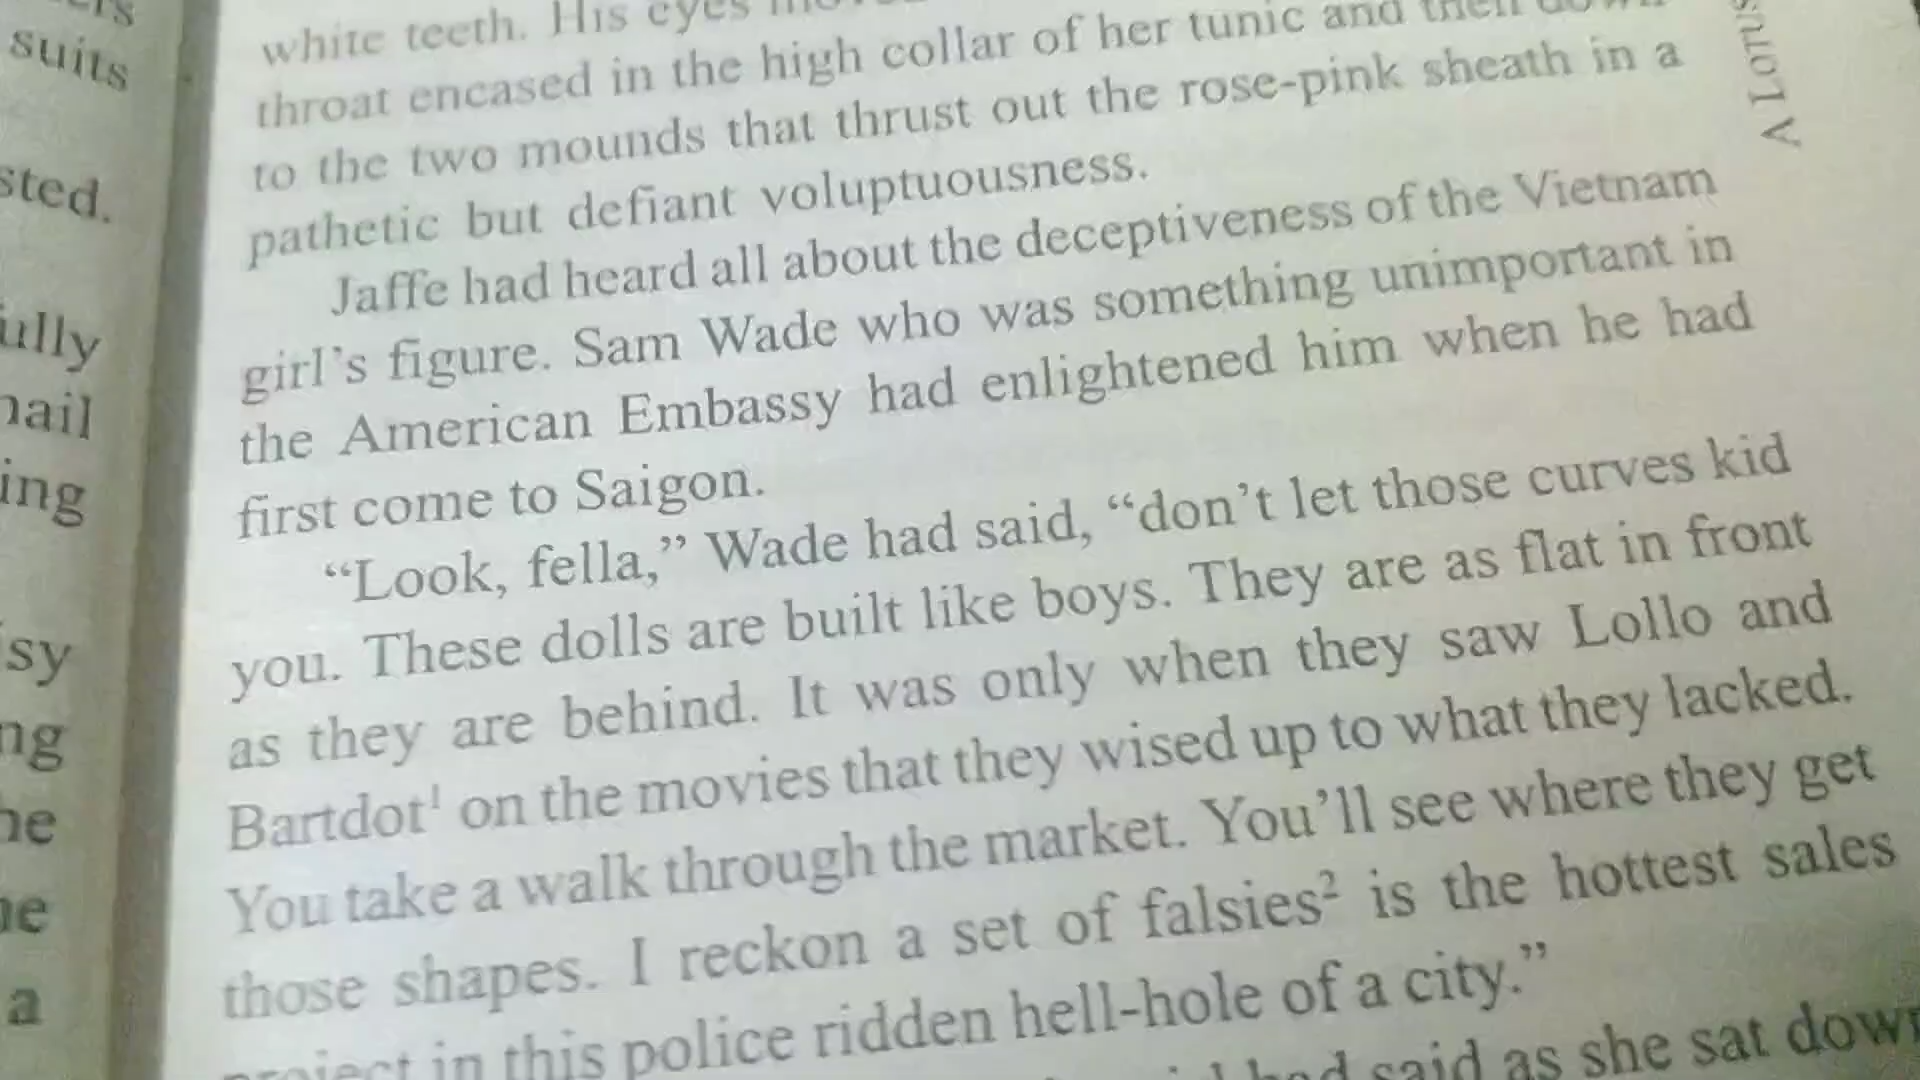 suits
sted.
ully
ing
sy
ng
a
white teeth. His eyes
throat encased in the high collar of her tunic and then down
to the two mounds that thrust out the rose-pink sheath in a
pathetic but defiant voluptuousness.
Jaffe had heard all about the deceptiveness of the Vietnam
girl's figure. Sam Wade who was something unimportant in
the American Embassy had enlightened him when he had
first come to Saigon.
“Look, fella,” Wade had said, “don't let those curves kid
you. These dolls are built like boys. They are as flat in front
as they are behind. It was only when they saw Lollo and
Bartdot¹ on the movies that they wised up to what they lacked.
You take a walk through the market. You'll see where they get
those shapes. I reckon a set of falsies² is the hottest sales
project in this police ridden hell-hole of a city.”
had said as she sat down